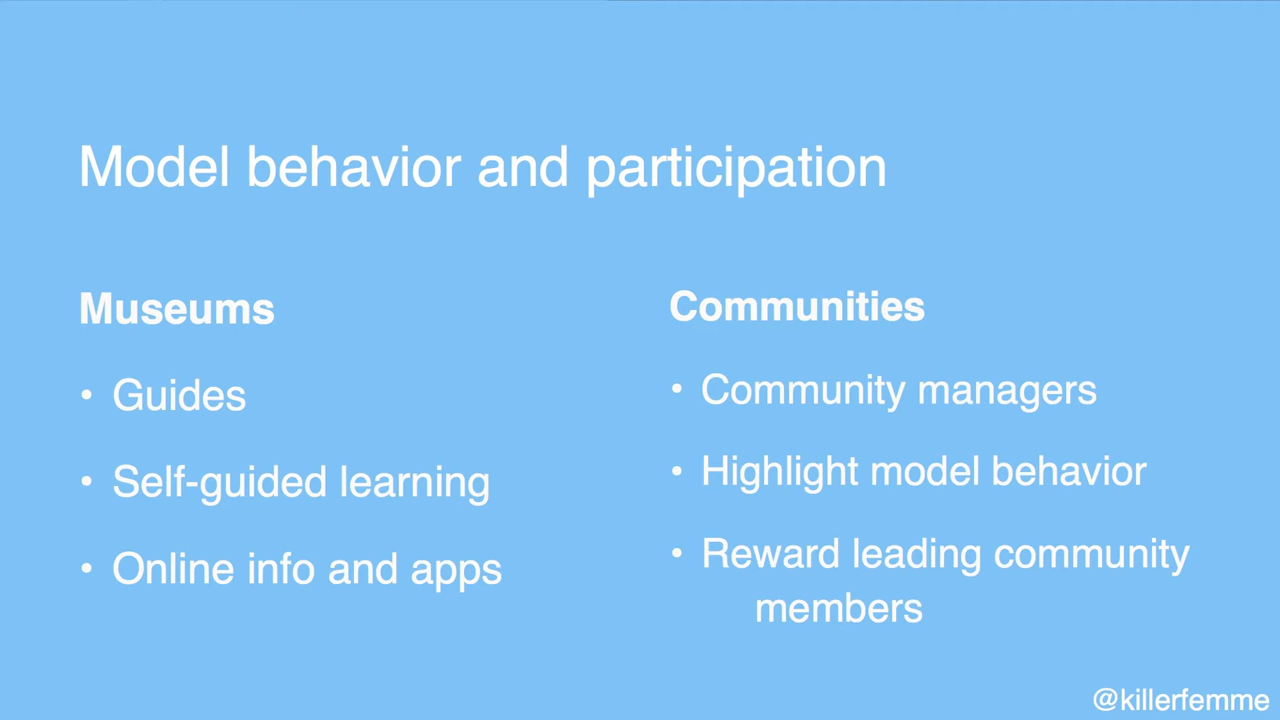 Model behavior and participation
Museums
• Guides
• Self-guided learning
• Online info and apps
Communities
• Community managers
• Highlight model behavior
• Reward leading community
members
@killerfemme